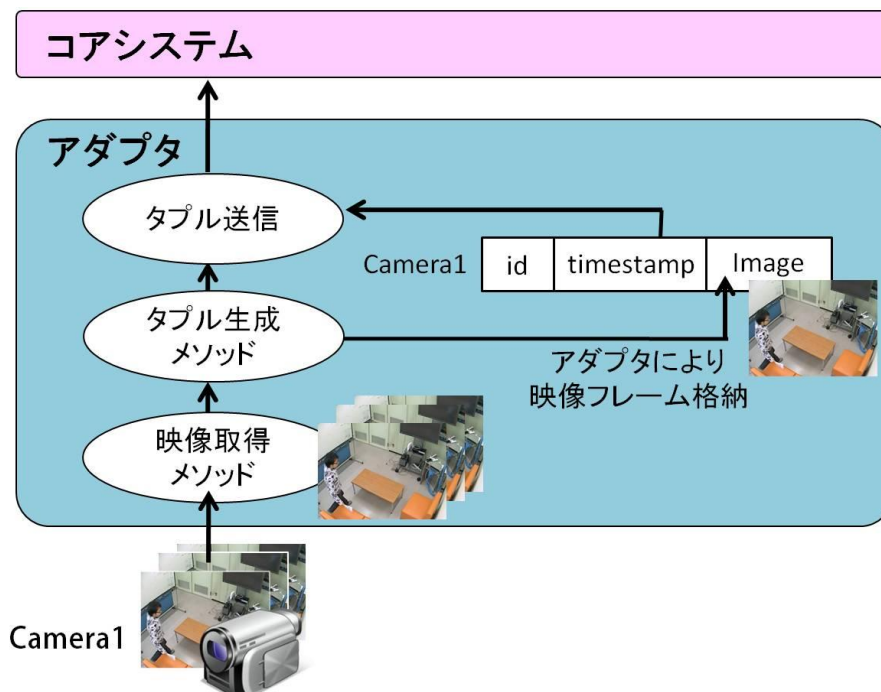 コアシステム
アダプタ
タプル送信
Camera1
id
timestamp
Image
タプル生成
メソッド
アダプタにより
映像フレーム格納
映像取得
メソッド
Camera1